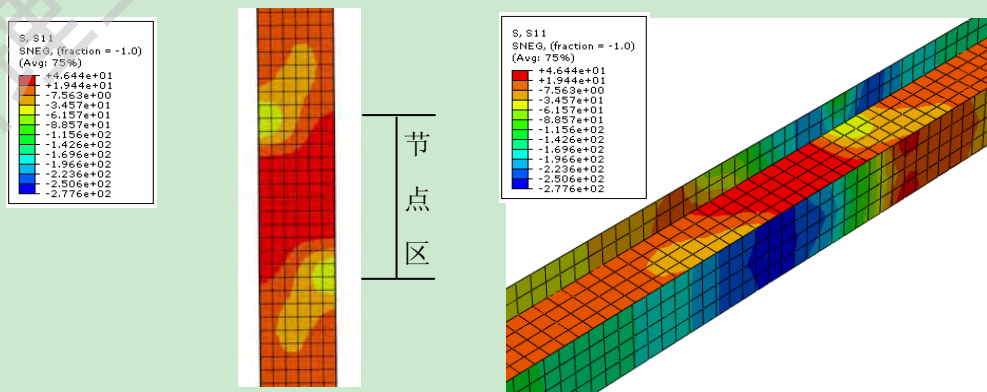 S, S11
SNEG, (fraction = -1.0)
(Avg: 75%)
+4.644e+01
+1.944e+01
-7.563e+00
-3.457e+01
-6.157e+01
-8.857e+01
-1.156e+02
-1.426e+02
-1.696e+02
-1.966e+02
-2.236e+02
-2.506e+02
-2.776e+02
节
点
区
S, S11
SNEG, (fraction = -1.0)
(Avg: 75%)
+4.644e+01
+1.944e+01
-7.563e+00
-3.457e+01
-6.157e+01
-8.857e+01
-1.156e+02
-1.426e+02
-1.696e+02
-1.966e+02
-2.236e+02
-2.506e+02
-2.776e+02